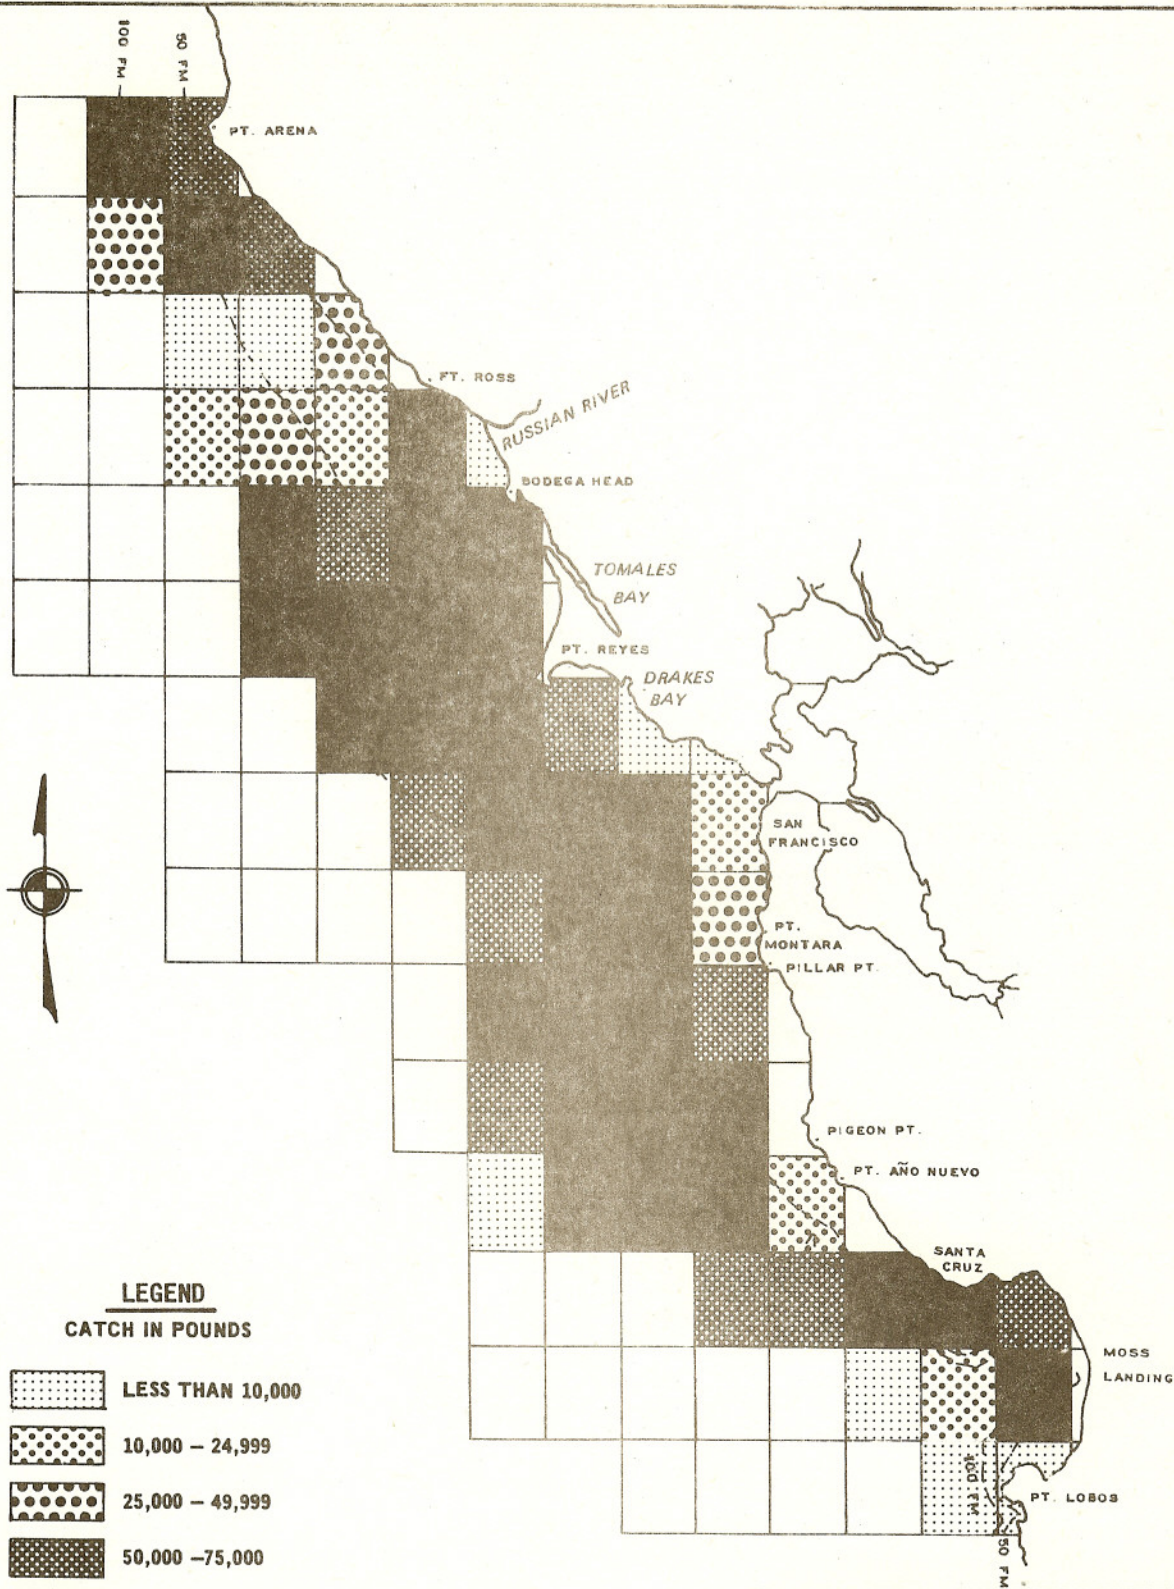 100 FM
50 FM
PT. ARENA
FT. ROSS
RUSSIAN RIVER
BODEGA HEAD
TOMALES
BAY
PT. REYES
DRAKES
BAY
SAN
FRANCISCO
PT.
MONTARA
PILLAR PT.
PIGEON PT.
PT. AÑO NUEVO
SANTA
CRUZ
MOSS
LANDING
100 FM
PT. LOBOS
50 FM
LEGEND
CATCH IN POUNDS
LESS THAN 10,000
10,000 – 24,999
25,000 – 49,999
50,000 –75,000